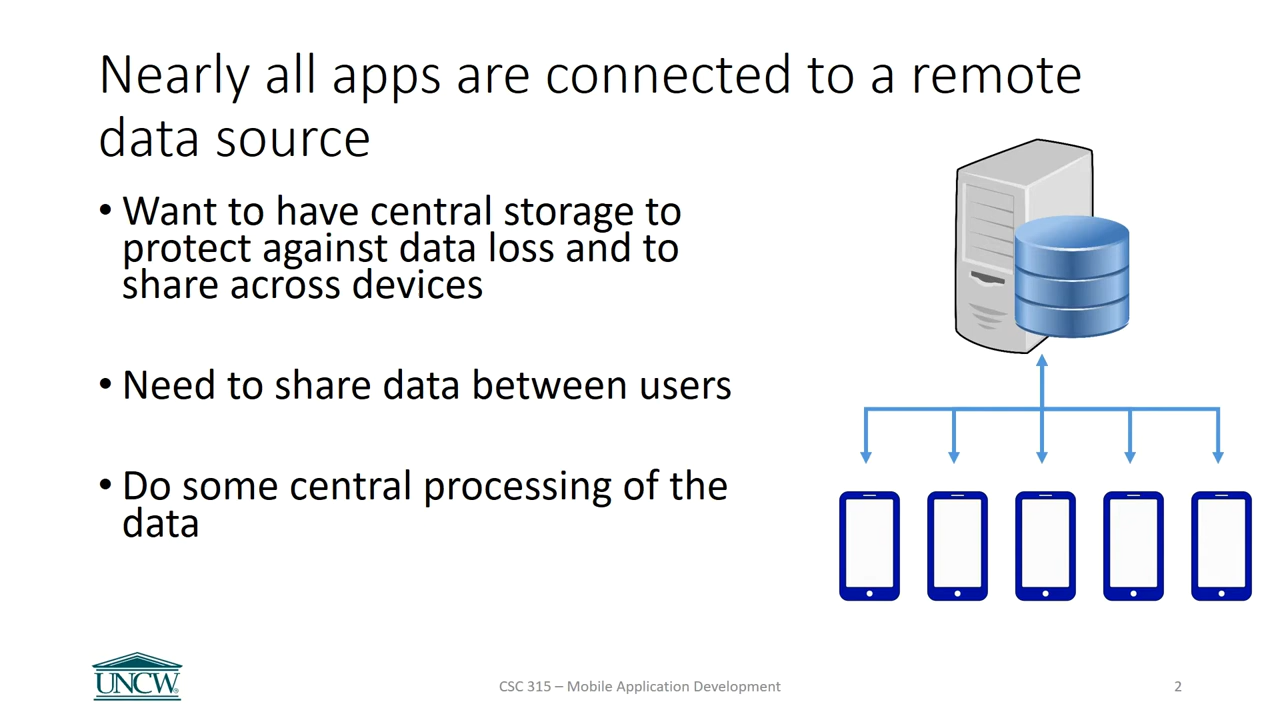 Nearly all apps are connected to a remote
data source
• Want to have central storage to
protect against data loss and to
share across devices
• Need to share data between users
• Do some central processing of the
data
UNCW®
CSC 315 – Mobile Application Development
2